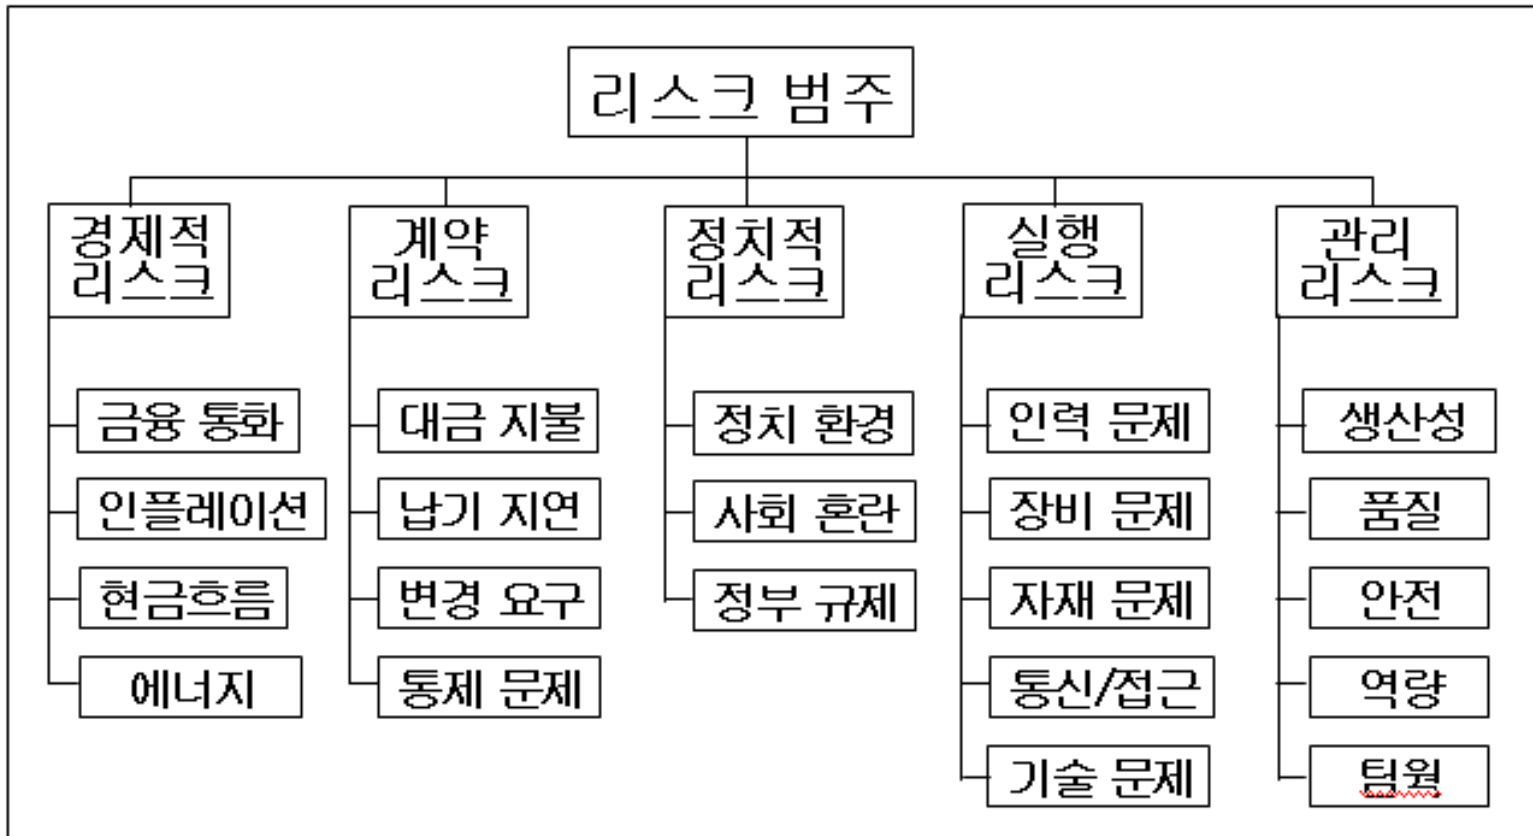 리스크 범주
경제적
리스크
계약
리스크
정치적
리스크
실행
리스크
관리
리스크
금융 통화
대금 지불
정치 환경
인력 문제
생산성
인플레이션
납기 지연
사회 혼란
장비 문제
품질
현금흐름
변경 요구
정부 규제
자재 문제
안전
에너지
통제 문제
통신/접근
역량
기술 문제
팀원